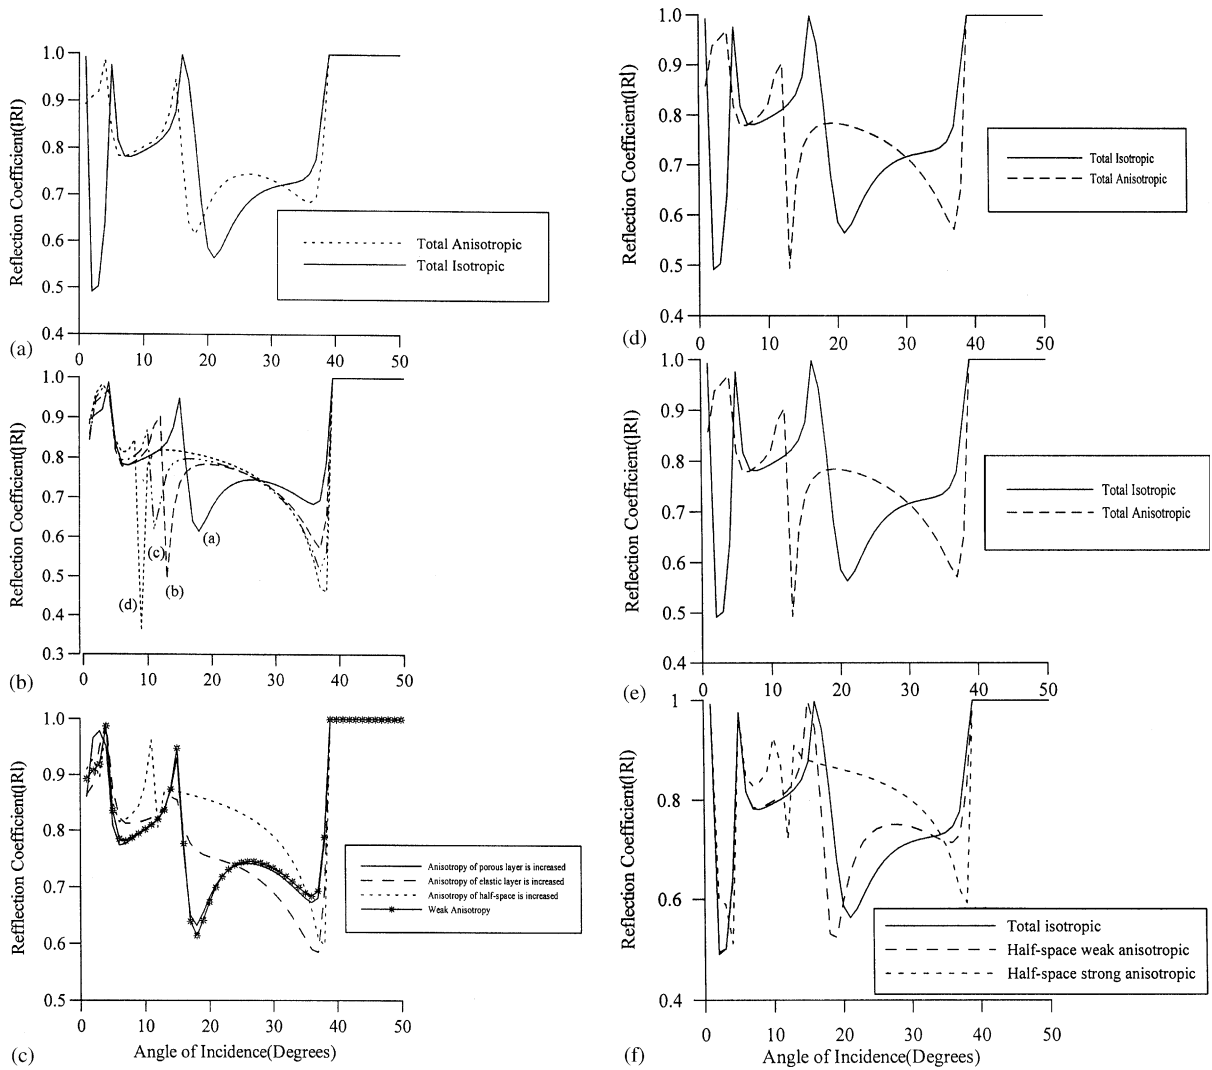 Reflection Coefficient(|R|)
1.0
0.9
0.8
0.7
0.6
0.5
0.4
0
10
20
30
40
50
Total Anisotropic
Total Isotropic
(a)
Reflection Coefficient(|R|)
1.0
0.9
0.8
0.7
0.6
0.5
0.4
0.3
0
10
20
30
40
50
(a)
(b)
(c)
(d)
(b)
Refflection Coefficient(|R|)
1.0
0.9
0.8
0.7
0.6
0.5
0
10
20
30
40
50
Anisotropy of porous layer is increased
Anisotropy of elastic layer is increased
Anisotropy of half-space is increased
Weak Anisotropy
(c)
Angle of Incidence(Degrees)
Reflection Coefficient(|R|)
1.0
0.9
0.8
0.7
0.6
0.5
0.4
0
10
20
30
40
50
Total Isotropic
Total Anisotropic
(d)
Reflection Coefficient(|R|)
1.0
0.9
0.8
0.7
0.6
0.5
0.4
0
10
20
30
40
50
Total Isotropic
Total Anisotropic
(e)
Reflection Coefficient(|R|)
1
0.8
0.6
0.4
0
10
20
30
40
50
Total isotropic
Half-space weak anisotropic
Half-space strong anisotropic
(f)
Angle of Incidence(Degrees)